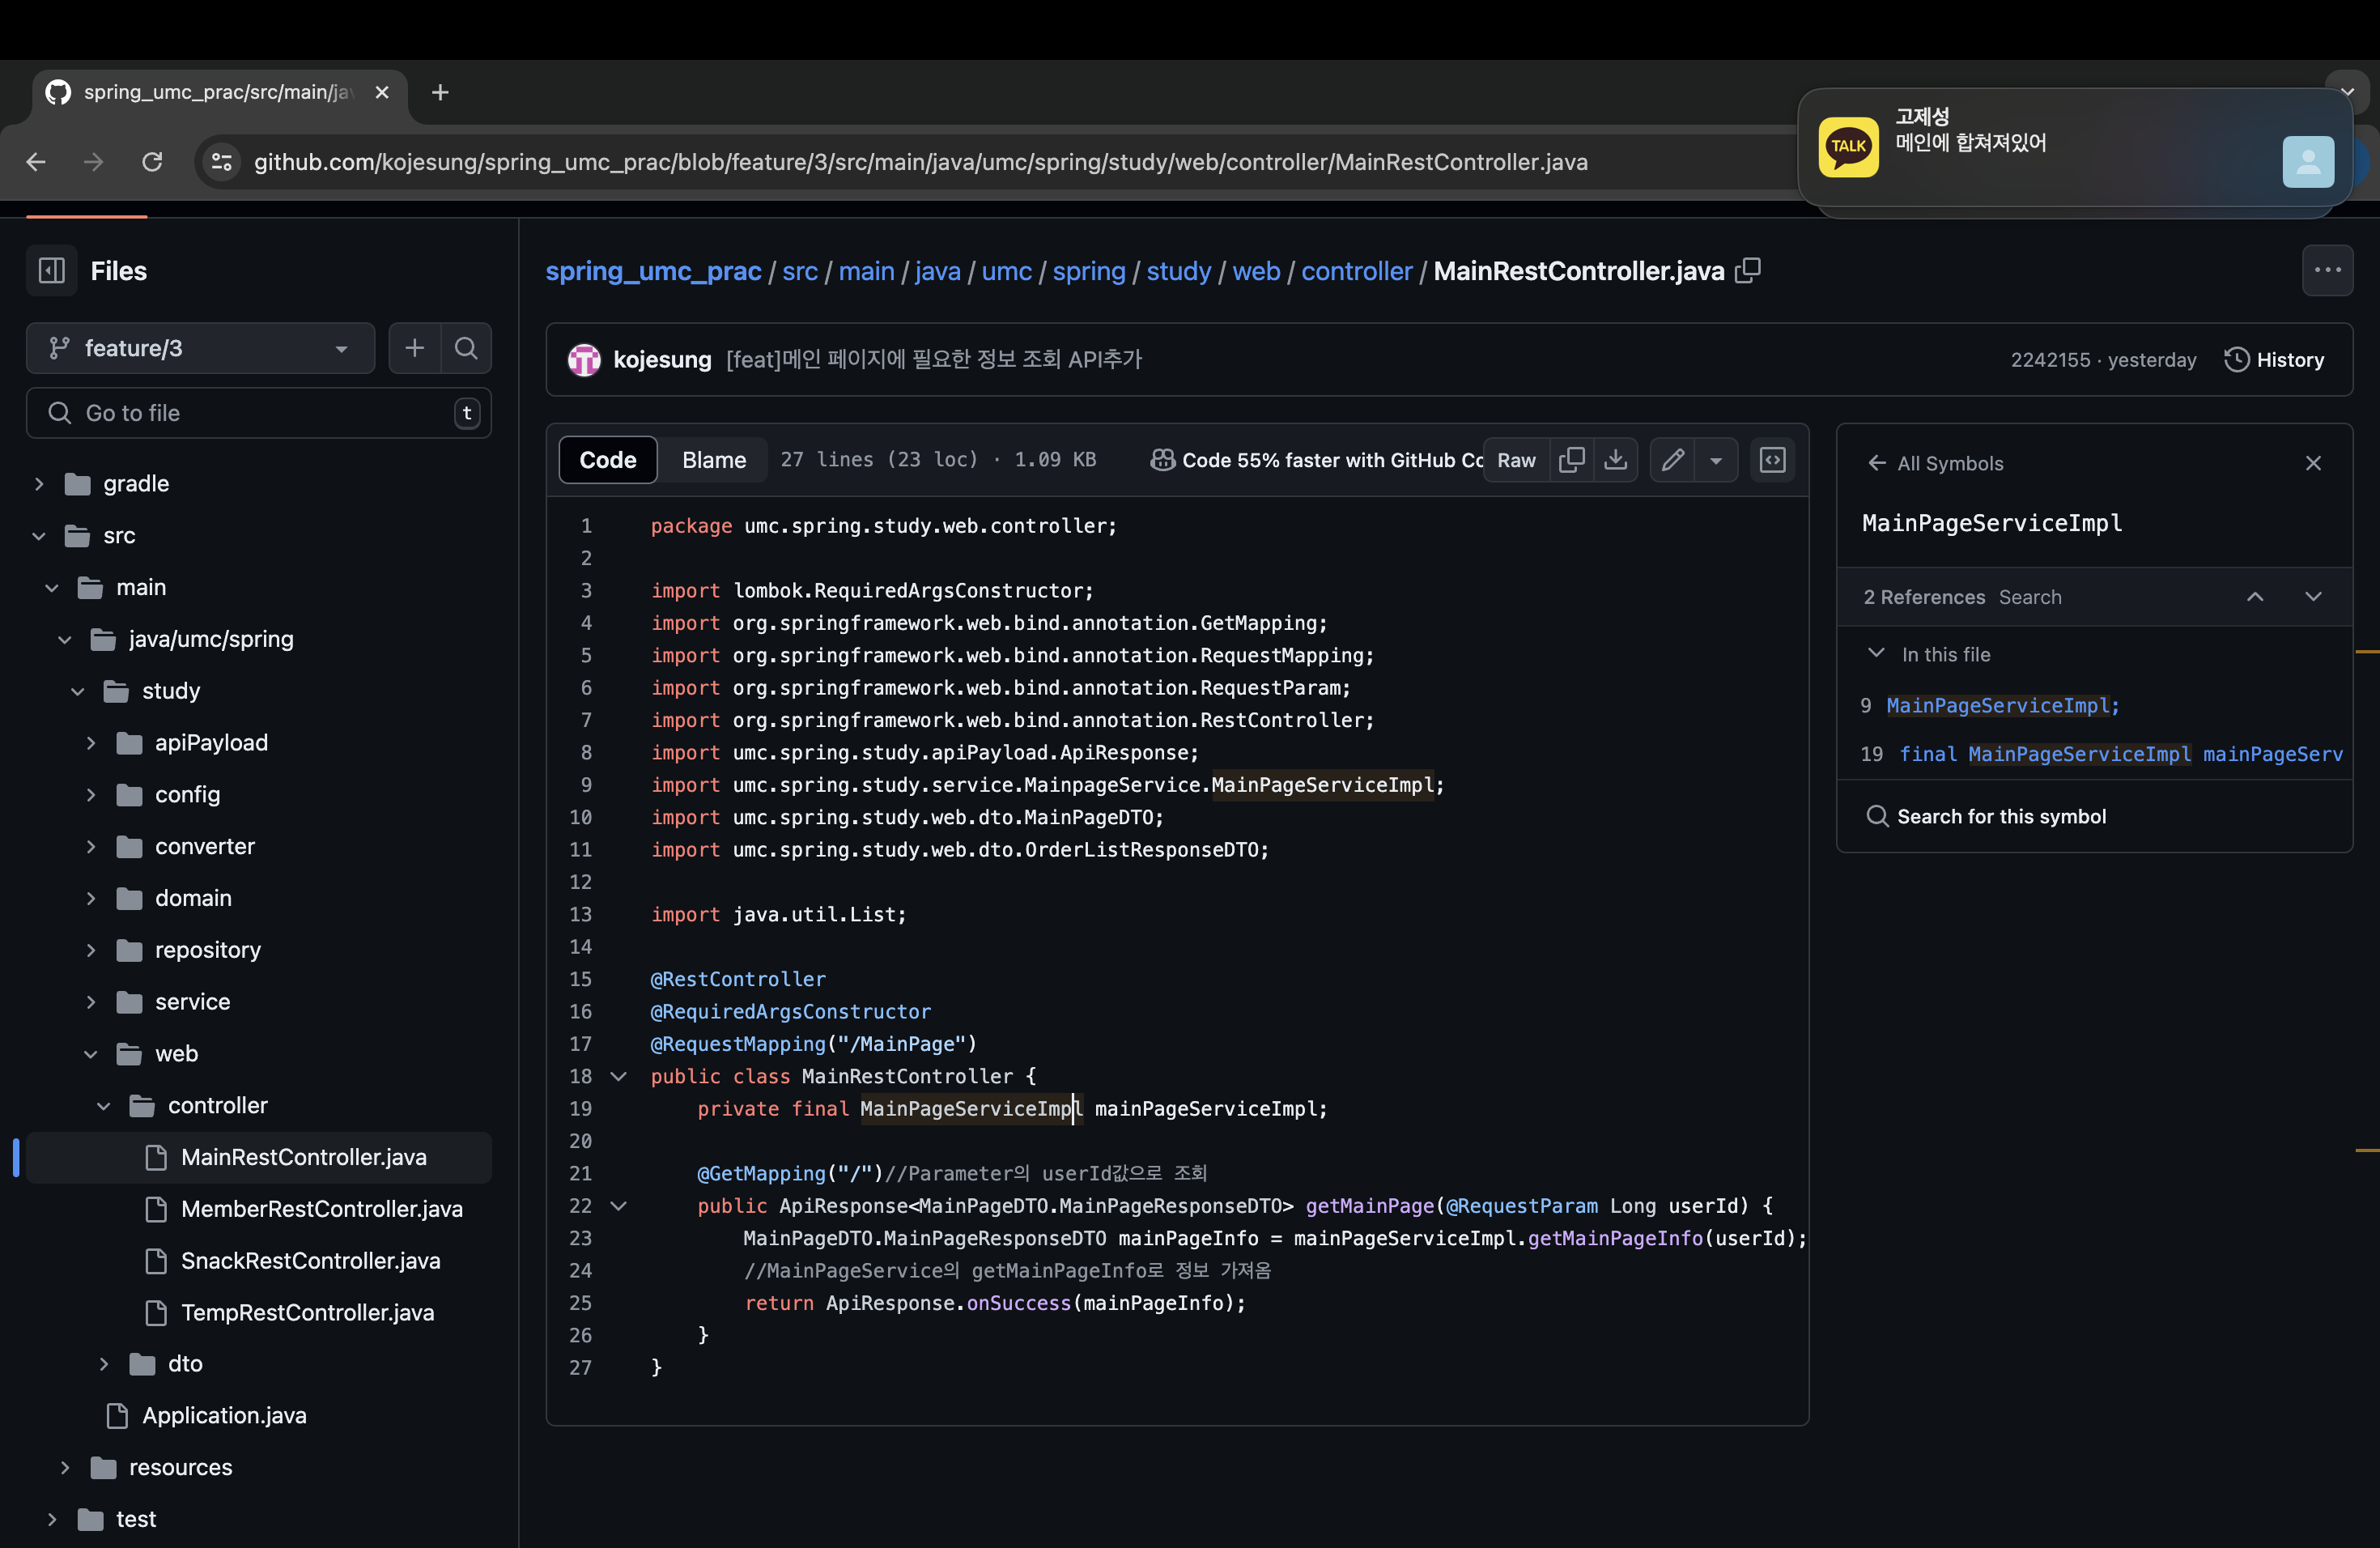 spring_umc_prac/src/main/ja
github.com/kojesung/spring_umc_prac/blob/feature/3/src/main/java/umc/spring/study/web/controller/MainRestController.java
TALK
고제성
메인에 합쳐져있어
Files
feature/3
Go to file
t
gradle
src
main
java/umc/spring
study
apiPayload
config
converter
domain
repository
service
web
controller
MainRestController.java
MemberRestController.java
SnackRestController.java
TempRestController.java
dto
Application.java
resources
test
spring_umc_prac / src / main / java / umc / spring / study / web / controller / MainRestController.java
kojesung [feat]메인 페이지에 필요한 정보 조회 API추가
2242155 · yesterday
History
Code
Blame
27 lines (23 loc) · 1.09 KB
Code 55% faster with GitHub Co
Raw
1 package umc.spring.study.web.controller;
2
3 import lombok.RequiredArgsConstructor;
4 import org.springframework.web.bind.annotation.GetMapping;
5 import org.springframework.web.bind.annotation.RequestMapping;
6 import org.springframework.web.bind.annotation.RequestParam;
7 import org.springframework.web.bind.annotation.RestController;
8 import umc.spring.study.apiPayload.ApiResponse;
9 import umc.spring.study.service.MainpageService.MainPageServiceImpl;
10 import umc.spring.study.web.dto.MainPageDTO;
11 import umc.spring.study.web.dto.OrderListResponseDTO;
12
13 import java.util.List;
14
15 @RestController
16 @RequiredArgsConstructor
17 @RequestMapping("/MainPage")
18 public class MainRestController {
19 private final MainPageServiceImpl mainPageServiceImpl;
20
21 @GetMapping("/")//Parameter의 userId값으로 조회
22 public ApiResponse<MainPageDTO.MainPageResponseDTO> getMainPage(@RequestParam Long userId) {
23 MainPageDTO.MainPageResponseDTO mainPageInfo = mainPageServiceImpl.getMainPageInfo(userId);
24 //MainPageService의 getMainPageInfo로 정보 가져옴
25 return ApiResponse.onSuccess(mainPageInfo);
26 }
27 }
All Symbols
MainPageServiceImpl
2 References Search
In this file
9 MainPageServiceImpl;
19 final MainPageServiceImpl mainPageServ
Search for this symbol